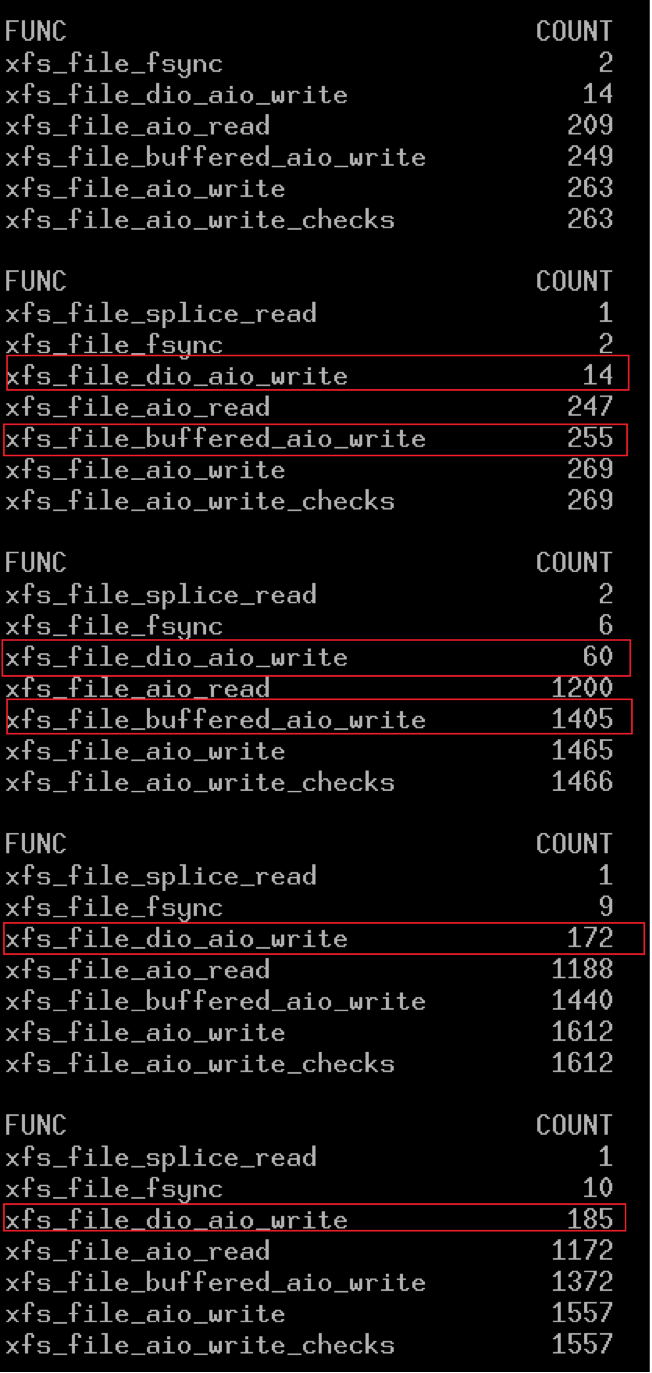 FUNC COUNT
xfs_file_fsync 2
xfs_file_dio_aio_write 14
xfs_file_aio_read 209
xfs_file_buffered_aio_write 249
xfs_file_aio_write 263
xfs_file_aio_write_checks 263
FUNC COUNT
xfs_file_splice_read 1
xfs_file_fsync 2
xfs_file_dio_aio_write 14
xfs_file_aio_read 247
xfs_file_buffered_aio_write 255
xfs_file_aio_write 269
xfs_file_aio_write_checks 269
FUNC COUNT
xfs_file_splice_read 2
xfs_file_fsync 6
xfs_file_dio_aio_write 60
xfs_file_aio_read 1200
xfs_file_buffered_aio_write 1405
xfs_file_aio_write 1465
xfs_file_aio_write_checks 1466
FUNC COUNT
xfs_file_splice_read 1
xfs_file_fsync 9
xfs_file_dio_aio_write 172
xfs_file_aio_read 1188
xfs_file_buffered_aio_write 1440
xfs_file_aio_write 1612
xfs_file_aio_write_checks 1612
FUNC COUNT
xfs_file_splice_read 1
xfs_file_fsync 10
xfs_file_dio_aio_write 185
xfs_file_aio_read 1172
xfs_file_buffered_aio_write 1372
xfs_file_aio_write 1557
xfs_file_aio_write_checks 1557